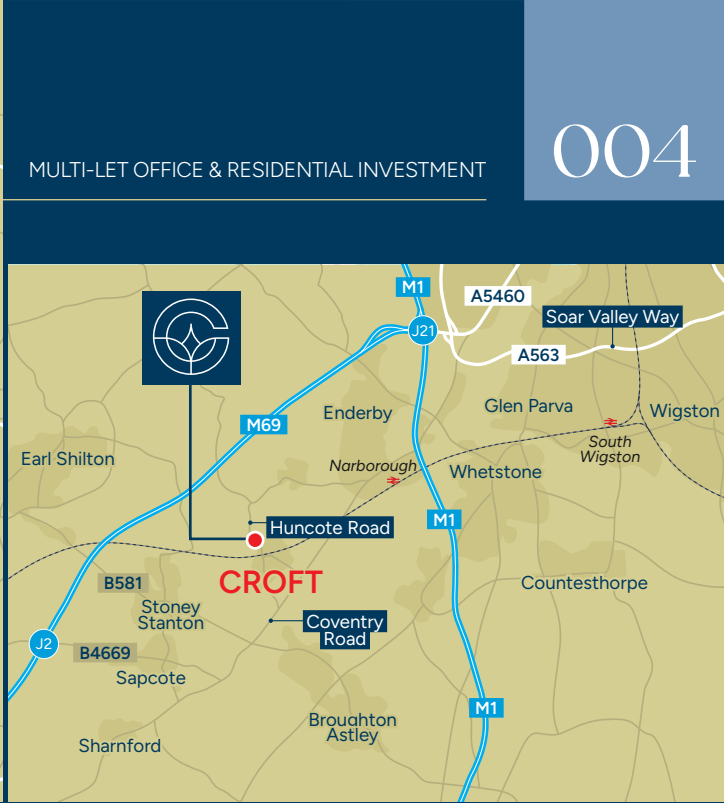 MULTI-LET OFFICE & RESIDENTIAL INVESTMENT
004
M1
A5460
Soar Valley Way
J21
A563
M69
Enderby
Glen Parva
Wigston
Earl Shilton
Narborough
South
Wigston
Whetstone
Huncote Road
M1
CROFT
B581
Countesthorpe
Stoney
Stanton
Coventry
Road
J2
B4669
Sapcote
M1
Broughton
Astley
Sharnford